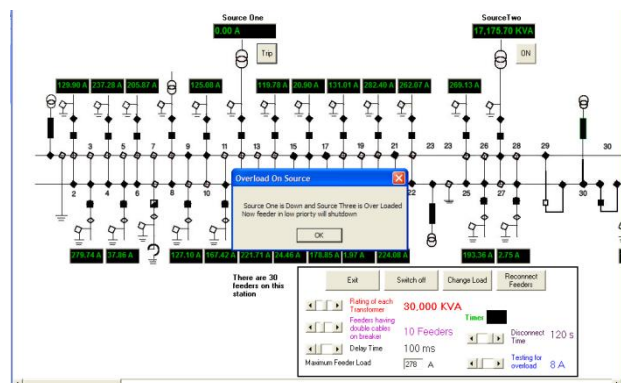 Source One
SourceTwo
0.00 A
17,175.70 KVA
Trip
ON
129.90 A
237.28 A
205.87 A
125.60 A
119.78 A
20.90 A
131.01 A
282.49 A
262.67 A
269.13 A
3
5
7
9
11
13
15
17
19
21
23
23
24
26
28
29
30
2
4
6
8
10
22
25
27
30
Overload On Source
Source One is Down and Source Three is Over Loaded
Now feeder in low priorty will shutdown
OK
279.74 A
37.86 A
127.10 A
167.42 A
221.71 A
24.46 A
178.85 A
1.97 A
224.08 A
193.36 A
2.75 A
There are 30
feeders on this
station
Exit
Switch off
Change Load
Reconnect
Feeders
Rating of each
Transformer
30,000 KVA
Timer
Feeders having
double cables
on breaker
10 Feeders
Disconnect
Time
120 s
Delay Time
100 ms
Maximum Feeder Load
278 A
Testing for
overload
8 A